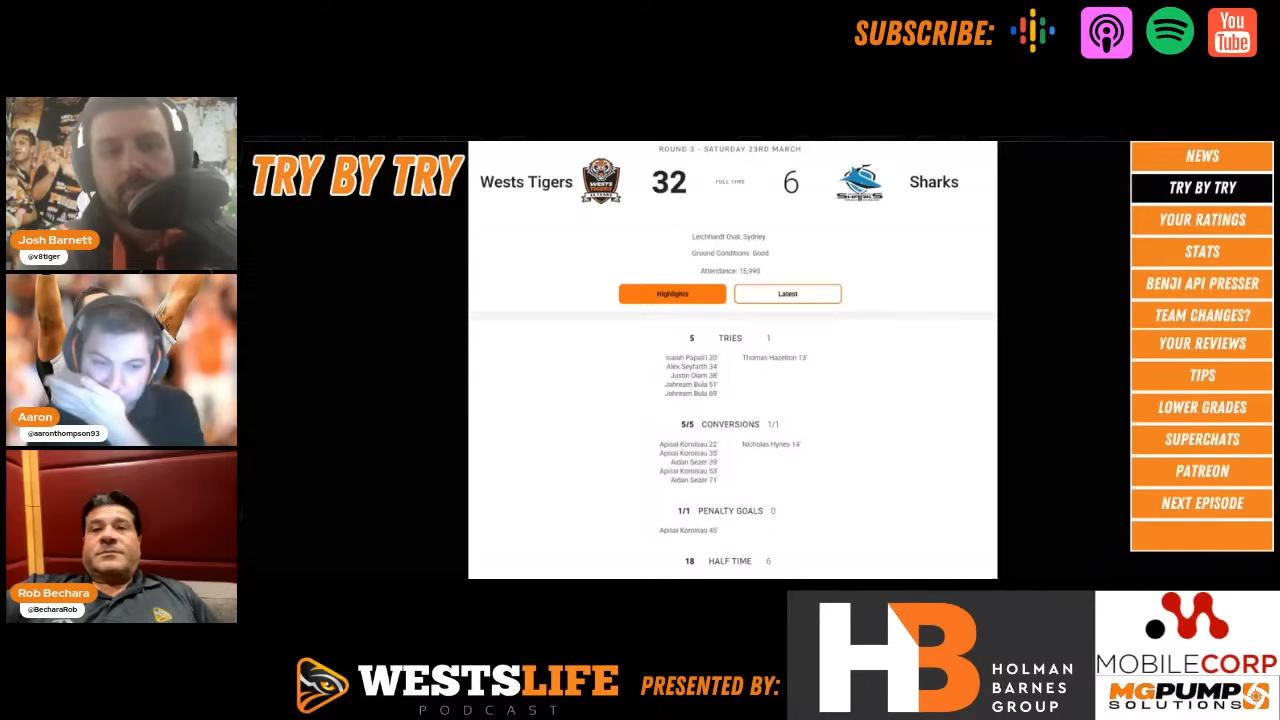 SUBSCRIBE:
You
Tube
TRY BY TRY
ROUND 3 - SATURDAY 23RD MARCH
Wests Tigers
WESTS
TIGERS
32
FULL TIME
6
SHARKS
Sharks
Leichhardt Oval, Sydney
Ground Conditions: Good
Attendance: 15,990
Highlights
Latest
5 TRIES 1
Isaiah Papali'i 20' Thomas Hazelton 13'
Alex Seyfarth 34'
Justin Olam 38'
Jahream Bula 51'
Jahream Bula 69'
5/5 CONVERSIONS 1/1
Apisai Koroisau 22' Nicholas Hynes 14'
Apisai Koroisau 35'
Aidan Sezer 39'
Apisai Koroisau 53'
Aidan Sezer 71'
1/1 PENALTY GOALS 0
Apisai Koroisau 45'
18 HALF TIME 6
Josh Barnett
@v8tiger
Aaron
@aaronthompson93
Rob Bechara
@BecharaRob
NEWS
TRY BY TRY
YOUR RATINGS
STATS
BENJI API PRESSER
TEAM CHANGES?
YOUR REVIEWS
TIPS
LOWER GRADES
SUPERCHATS
PATREON
NEXT EPISODE
WESTSLIFE
PODCAST
PRESENTED BY:
HB
HOLMAN
BARNES
GROUP
MOBILECORP
MGPUMP
SOLUTIONS